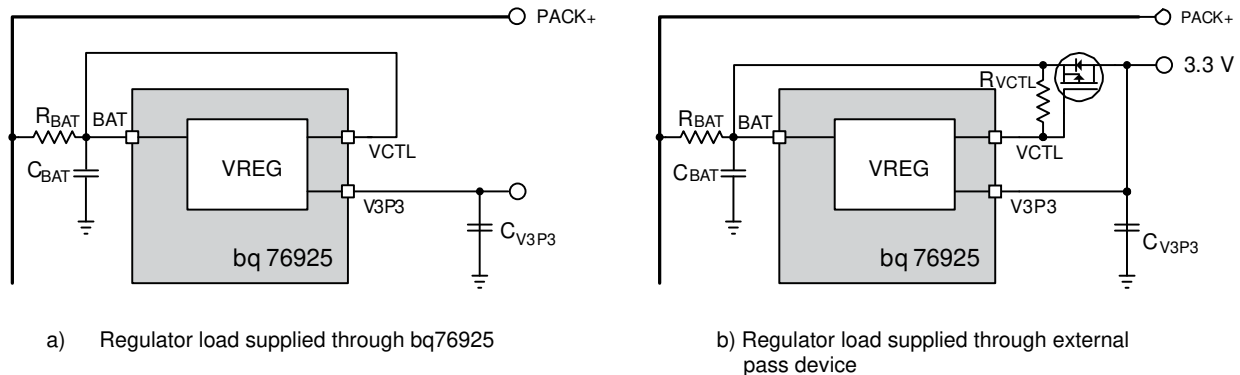 PACK+
RBAT
BAT
CBAT
VREG
VCTL
V3P3
CV3P3
bq 76925
a) Regulator load supplied through bq76925
PACK+
3.3 V
RVCTL
RBAT
BAT
CBAT
VREG
VCTL
V3P3
CV3P3
bq 76925
b) Regulator load supplied through external
pass device